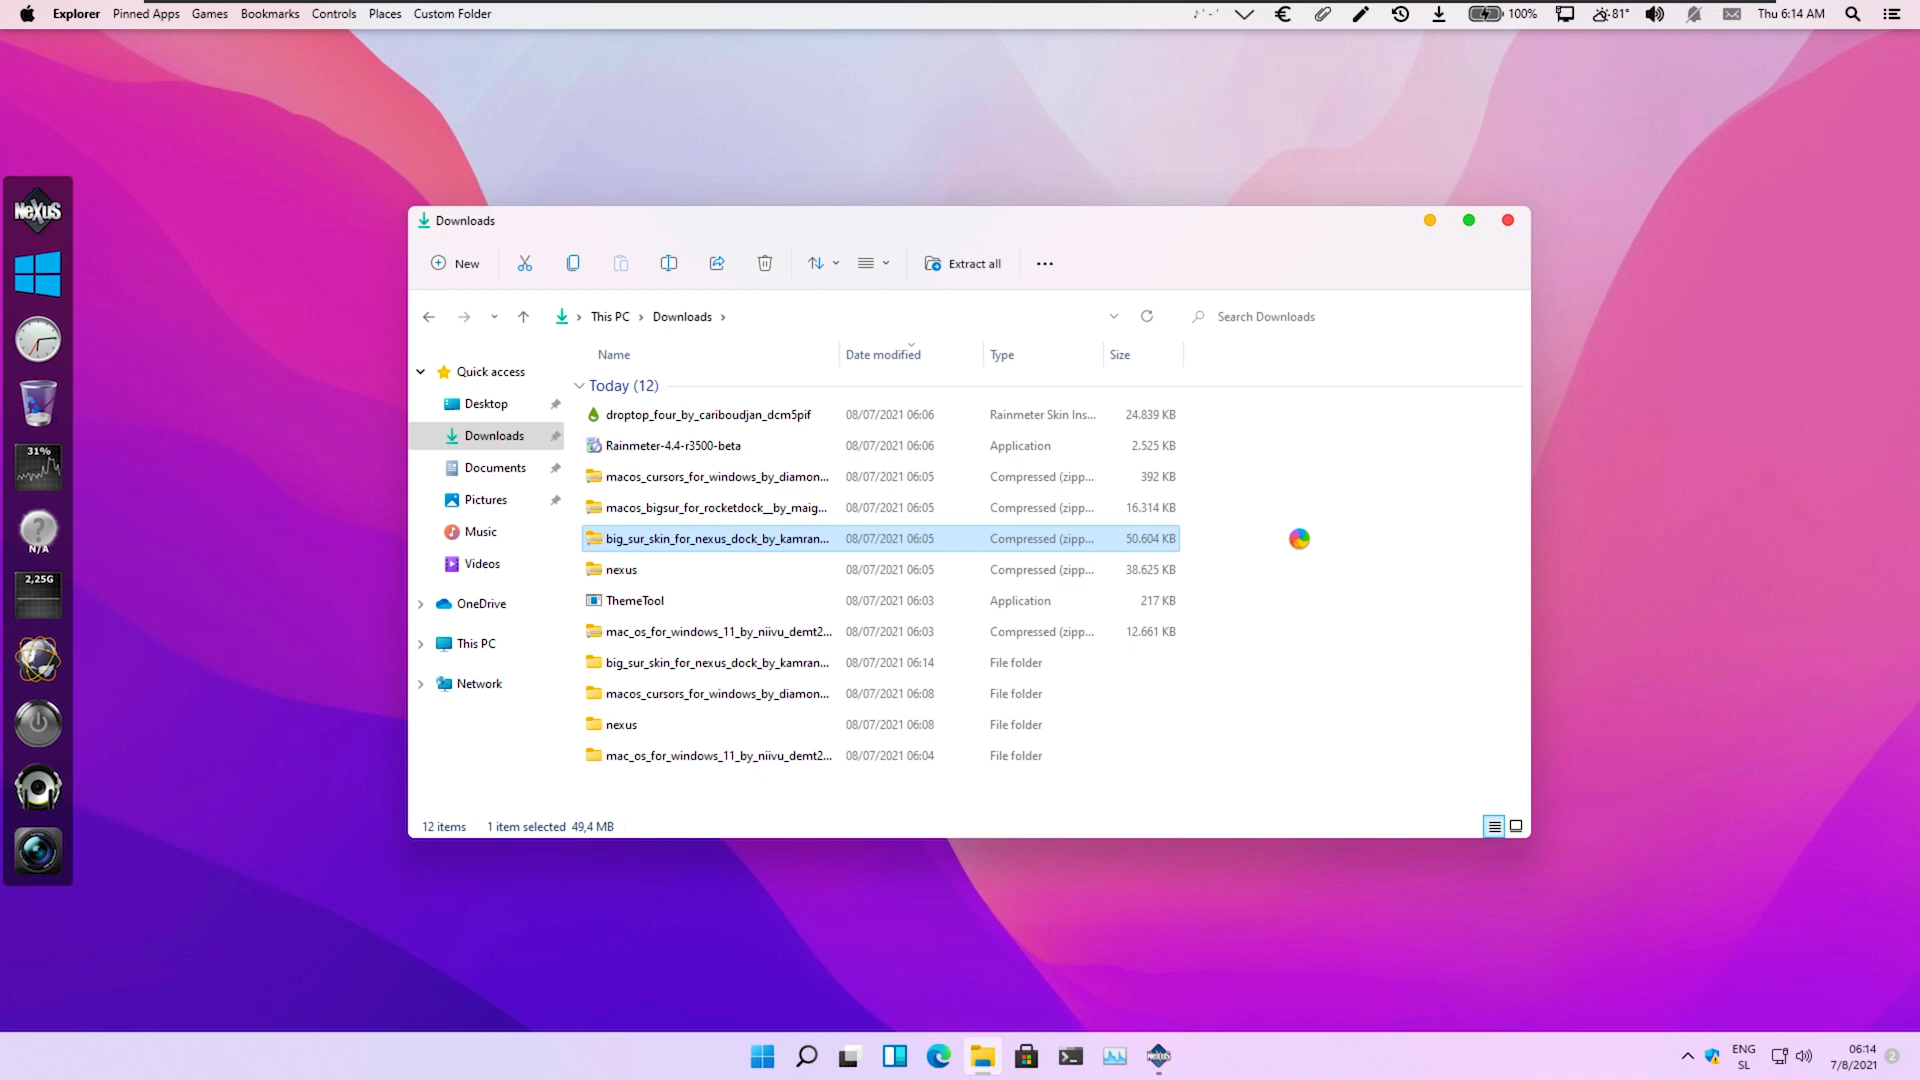 Explorer Pinned Apps Games Bookmarks Controls Places Custom Folder
100% 81° Thu 6:14 AM
NeXuS
31%
?
N/A
2,25G
Downloads
New
Extract all
This PC Downloads
Search Downloads
Name Date modified Type Size
Quick access
Desktop
Downloads
Documents
Pictures
Music
Videos
OneDrive
This PC
Network
Today (12)
droptop_four_by_cariboudjan_dcm5pif 08/07/2021 06:06 Rainmeter Skin Ins... 24.839 KB
Rainmeter-4.4-r3500-beta 08/07/2021 06:06 Application 2.525 KB
macos_cursors_for_windows_by_diamon... 08/07/2021 06:05 Compressed (zipp... 392 KB
macos_bigsur_for_rocketdock__by_maig... 08/07/2021 06:05 Compressed (zipp... 16.314 KB
big_sur_skin_for_nexus_dock_by_kamran... 08/07/2021 06:05 Compressed (zipp... 50.604 KB
nexus 08/07/2021 06:05 Compressed (zipp... 38.625 KB
ThemeTool 08/07/2021 06:03 Application 217 KB
mac_os_for_windows_11_by_niivu_demt2... 08/07/2021 06:03 Compressed (zipp... 12.661 KB
big_sur_skin_for_nexus_dock_by_kamran... 08/07/2021 06:14 File folder
macos_cursors_for_windows_by_diamon... 08/07/2021 06:08 File folder
nexus 08/07/2021 06:08 File folder
mac_os_for_windows_11_by_niivu_demt2... 08/07/2021 06:04 File folder
12 items 1 item selected 49,4 MB
NeXuS
ENG
SL
06:14
7/8/2021
2